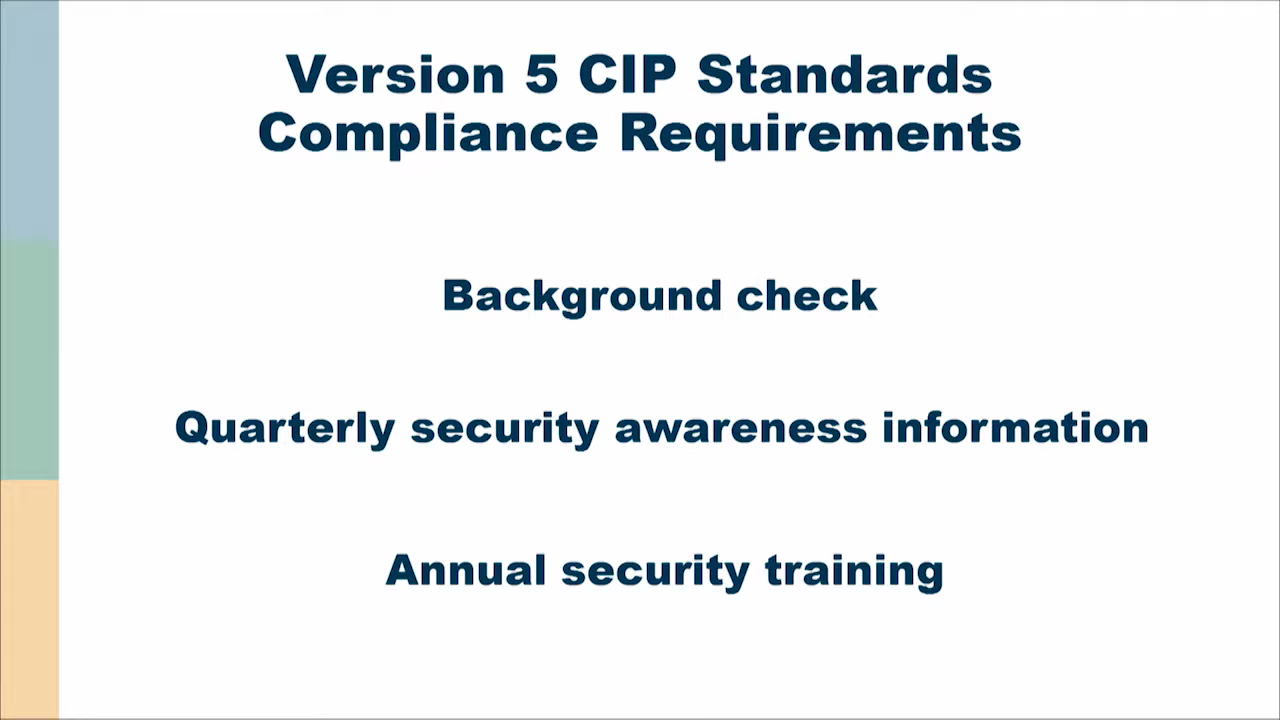 Version 5 CIP Standards
Compliance Requirements
Background check
Quarterly security awareness information
Annual security training